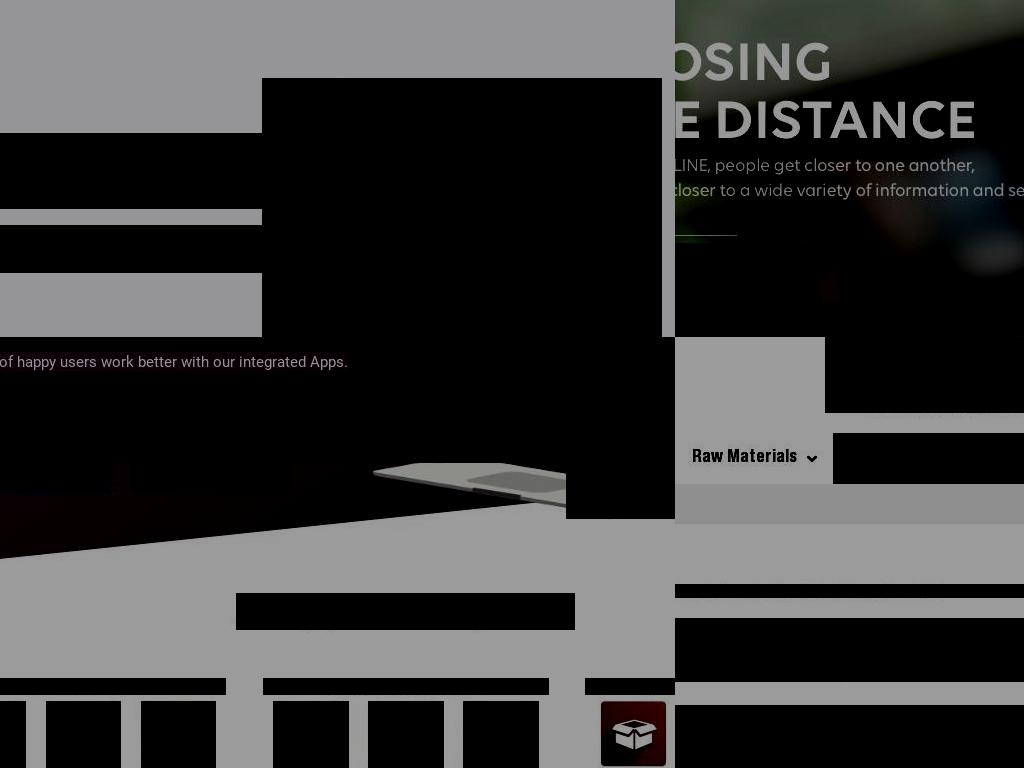 OSING
E DISTANCE
LINE, people get closer to one another,
closer to a wide variety of information and se
of happy users work better with our integrated Apps.
Raw Materials